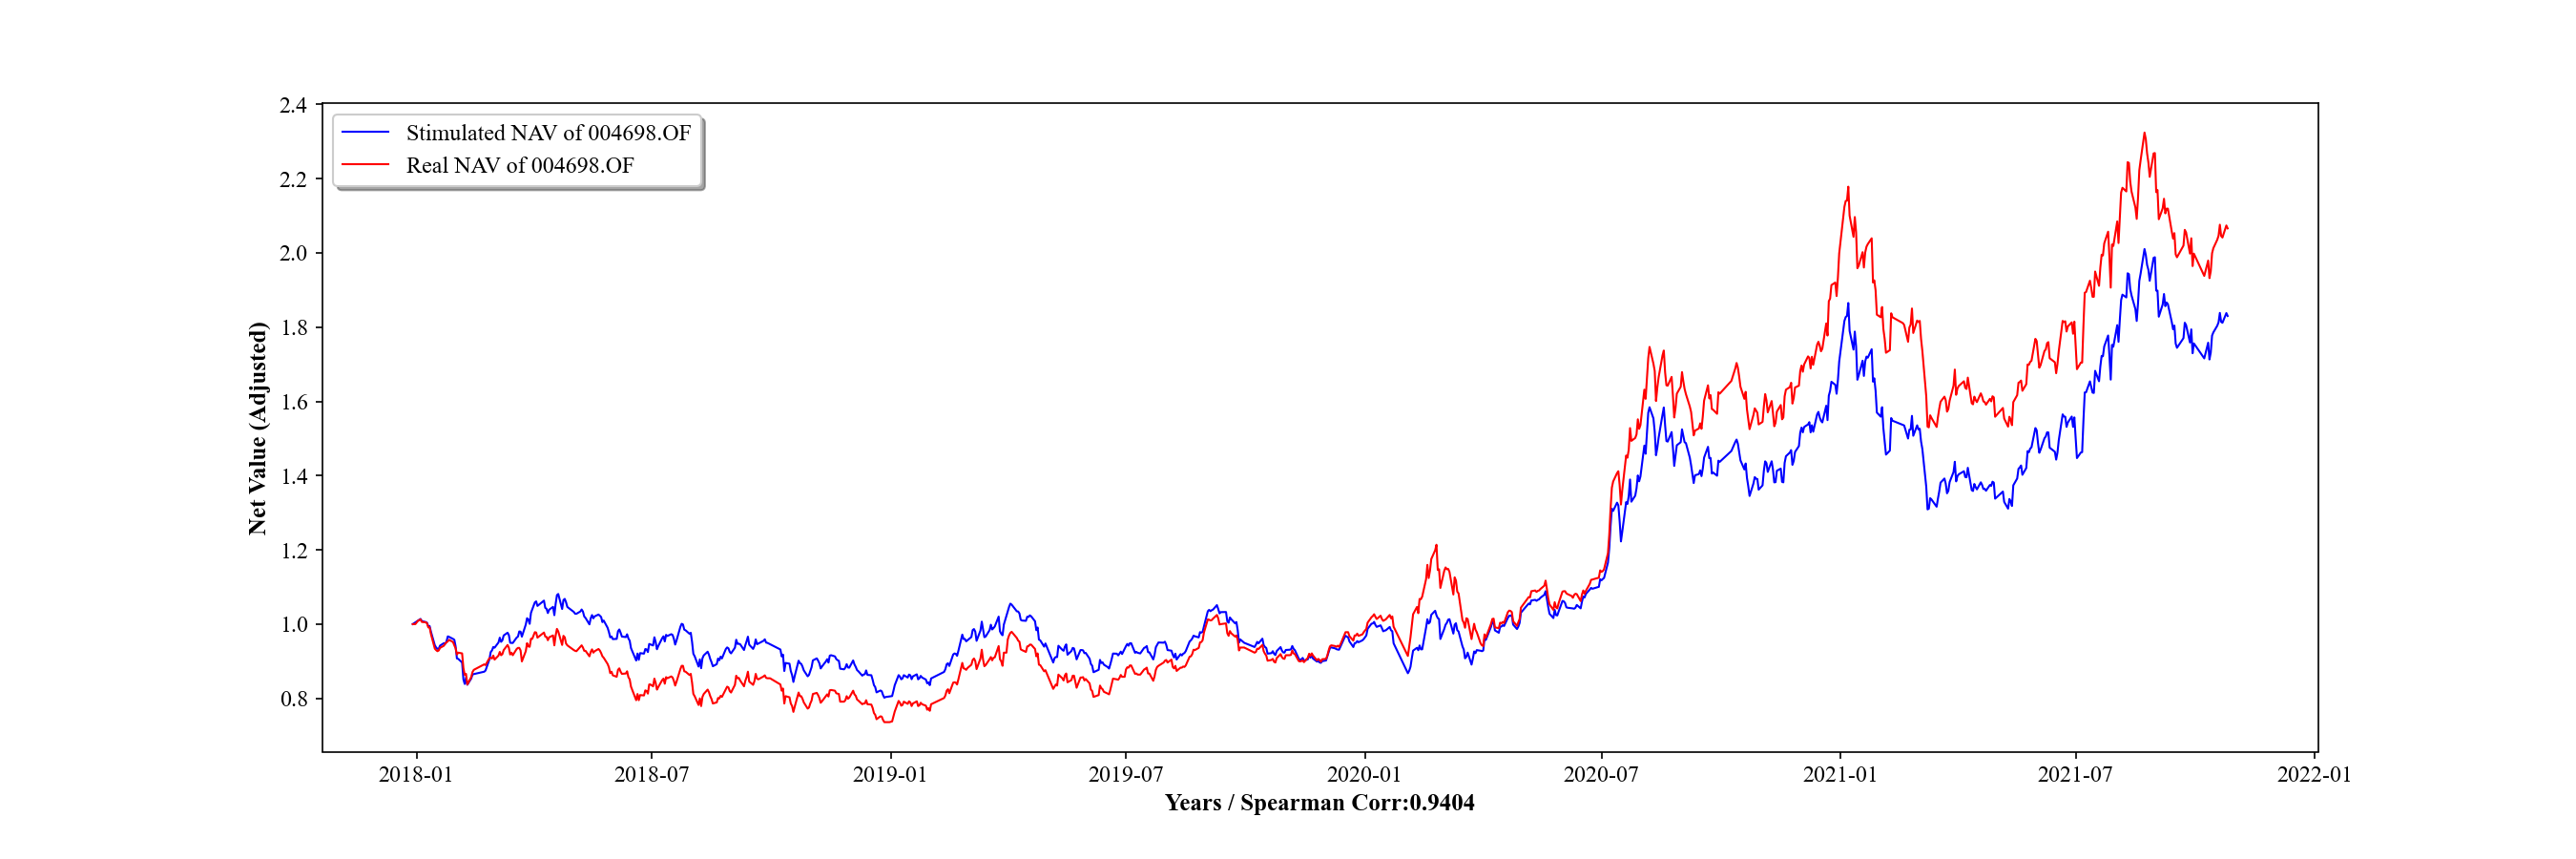 2.4
2.2
2.0
1.8
1.6
1.4
1.2
1.0
0.8
Net Value (Adjusted)
Stimulated NAV of 004698.OF
Real NAV of 004698.OF
2018-01 2018-07 2019-01 2019-07 2020-01 2020-07 2021-01 2021-07 2022-01
Years / Spearman Corr:0.9404